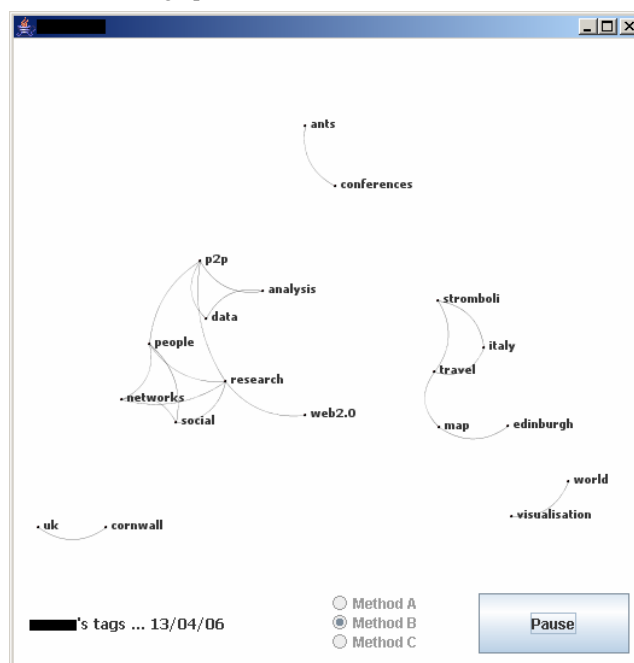 ants
conferences
p2p
analysis
stromboli
data
people
italy
travel
research
networks
web2.0
social
map
edinburgh
world
visualisation
uk
cornwall
Method A
's tags ... 13/04/06
Method B
Pause
Method C